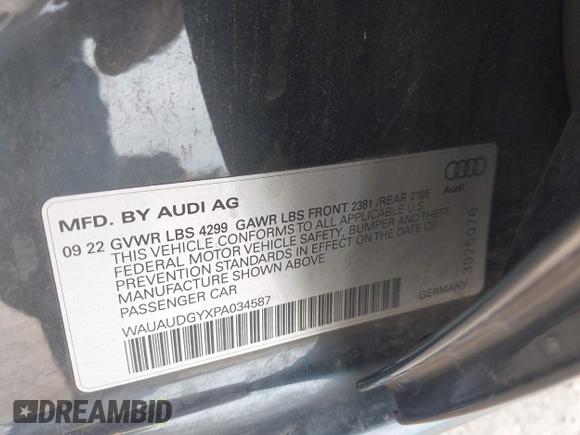 MFD. BY AUDI AG
Audi
09 22 GVWR LBS 4299 GAWR LBS FRONT 2381 /REAR 2105
THIS VEHICLE CONFORMS TO ALL APPLICABLE U.S.
FEDERAL MOTOR VEHICLE SAFETY, BUMPER AND THEFT
PREVENTION STANDARDS IN EFFECT ON THE DATE OF
MANUFACTURE SHOWN ABOVE
PASSENGER CAR
WAUAUDGYXPA034587
GERMANY
3925076
DREAMBID